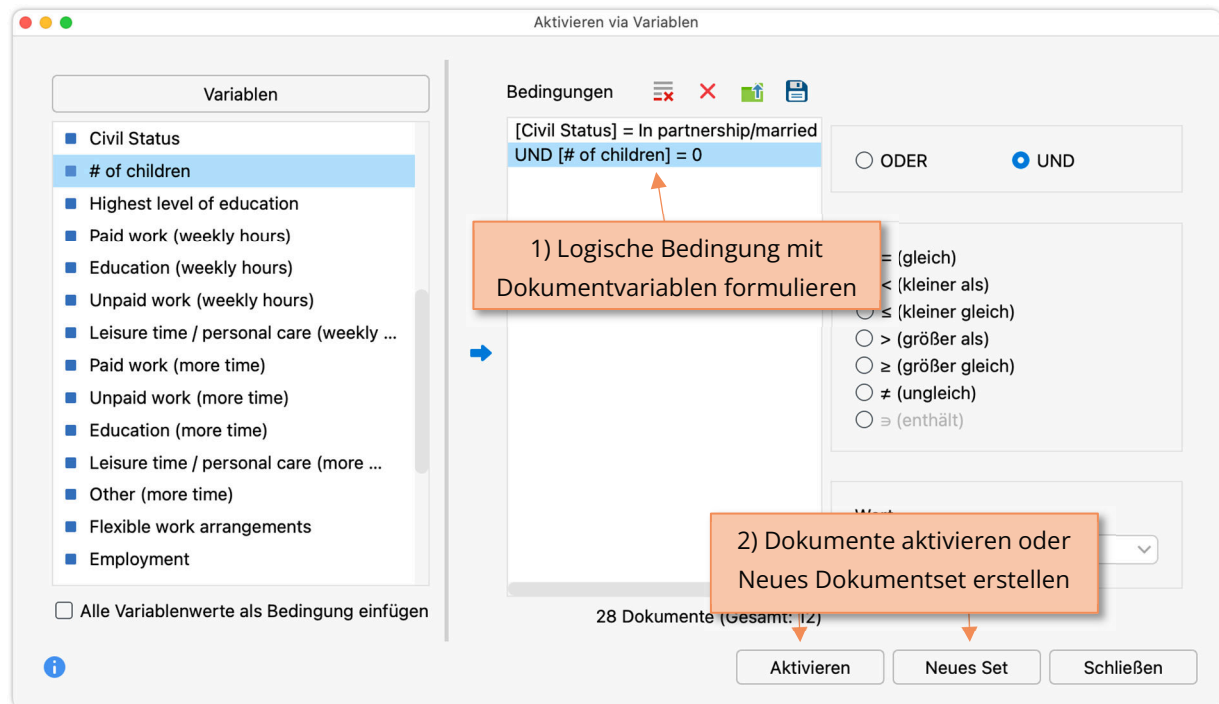 Aktivieren via Variablen
Variablen
Civil Status
# of children
Highest level of education
Paid work (weekly hours)
Education (weekly hours)
Unpaid work (weekly hours)
Leisure time / personal care (weekly ...
Paid work (more time)
Unpaid work (more time)
Education (more time)
Leisure time / personal care (more ...
Other (more time)
Flexible work arrangements
Employment
Alle Variablenwerte als Bedingung einfügen
Bedingungen
[Civil Status] = In partnership/married
UND [# of children] = 0
1) Logische Bedingung mit
Dokumentvariablen formulieren
ODER UND
= (gleich)
< (kleiner als)
≤ (kleiner gleich)
> (größer als)
≥ (größer gleich)
≠ (ungleich)
∋ (enthält)
2) Dokumente aktivieren oder
Neues Dokumentset erstellen
28 Dokumente (Gesamt: 12)
Aktivieren Neues Set Schließen